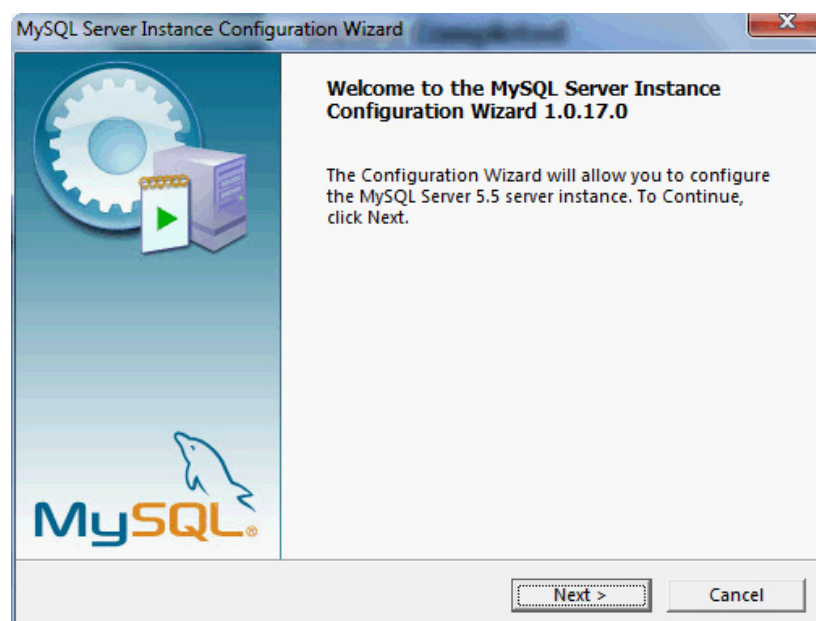 MySQL Server Instance Configuration Wizard
X
Welcome to the MySQL Server Instance
Configuration Wizard 1.0.17.0
The Configuration Wizard will allow you to configure
the MySQL Server 5.5 server instance. To Continue,
click Next.
MySQL®
Next >
Cancel